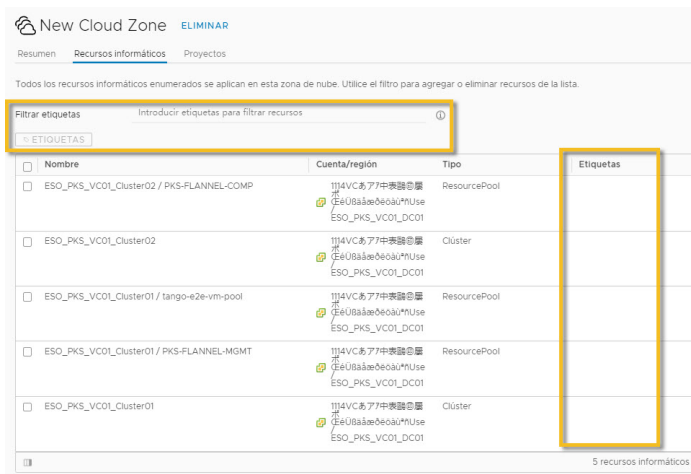 New Cloud Zone ELIMINAR
Resumen Recursos informáticos Proyectos
Todos los recursos informáticos enumerados se aplican en esta zona de nube. Utilice el filtro para agregar o eliminar recursos de la lista.
Filtrar etiquetas Introducir etiquetas para filtrar recursos
ETIQUETAS
Nombre Cuenta/región Tipo Etiquetas
ESO_PKS_VC01_Cluster02 / PKS-FLANNEL-COMP ResourcePool
ESO_PKS_VC01_DC01
ESO_PKS_VC01_Cluster02 Clúster
ESO_PKS_VC01_DC01
ESO_PKS_VC01_Cluster01 / tango-e2e-vm-pool ResourcePool
ESO_PKS_VC01_DC01
ESO_PKS_VC01_Cluster01 / PKS-FLANNEL-MGMT ResourcePool
ESO_PKS_VC01_DC01
ESO_PKS_VC01_Cluster01 Clúster
ESO_PKS_VC01_DC01
5 recursos informáticos